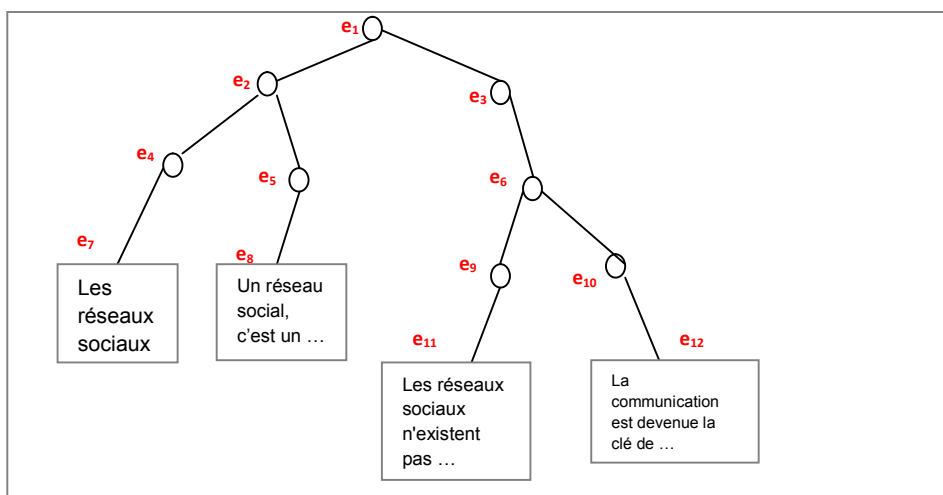 e₁
e₂
e₃
e₄
e₅
e₆
e₇
e₈
e₉
e₁₀
Les
réseaux
sociaux
Un réseau
social,
c'est un …
e₁₁
e₁₂
Les réseaux
sociaux
n'existent
pas …
La
communication
est devenue la
clé de …